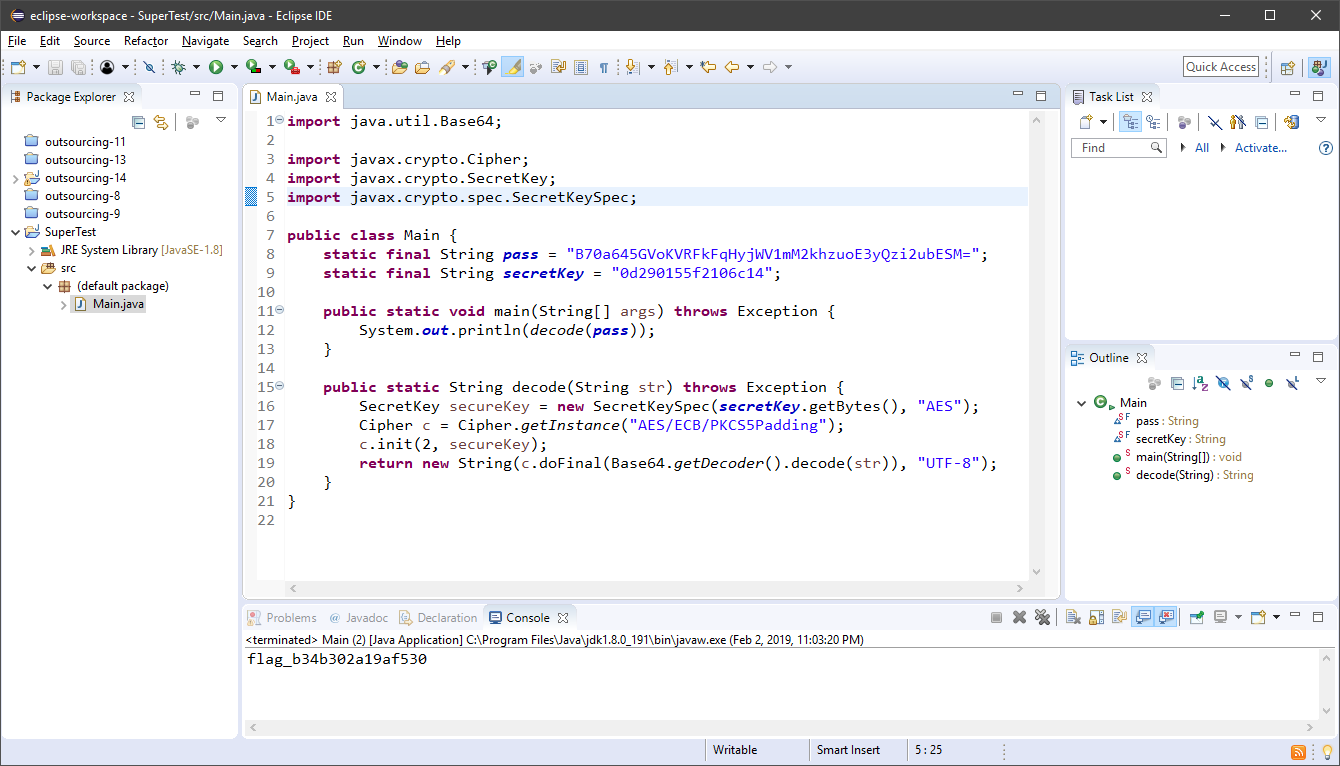 eclipse-workspace - SuperTest/src/Main.java - Eclipse IDE
File Edit Source Refactor Navigate Search Project Run Window Help
Quick Access
Package Explorer
outsourcing-11
outsourcing-13
outsourcing-14
outsourcing-8
outsourcing-9
SuperTest
JRE System Library [JavaSE-1.8]
src
(default package)
Main.java
Main.java
1 import java.util.Base64;
2
3 import javax.crypto.Cipher;
4 import javax.crypto.SecretKey;
5 import javax.crypto.spec.SecretKeySpec;
6
7 public class Main {
8     static final String pass = "B70a645GVoKVRFkFqHyjWV1mM2khzuoE3yQzi2ubESM=";
9     static final String secretKey = "0d290155f2106c14";
10
11     public static void main(String[] args) throws Exception {
12         System.out.println(decode(pass));
13     }
14
15     public static String decode(String str) throws Exception {
16         SecretKey secureKey = new SecretKeySpec(secretKey.getBytes(), "AES");
17         Cipher c = Cipher.getInstance("AES/ECB/PKCS5Padding");
18         c.init(2, secureKey);
19         return new String(c.doFinal(Base64.getDecoder().decode(str)), "UTF-8");
20     }
21 }
22
Task List
Find All Activate...
Outline
Main
pass : String
secretKey : String
main(String[]) : void
decode(String) : String
Problems Javadoc Declaration Console
<terminated> Main (2) [Java Application] C:\Program Files\Java\jdk1.8.0_191\bin\javaw.exe (Feb 2, 2019, 11:03:20 PM)
flag_b34b302a19af530
Writable Smart Insert 5 : 25